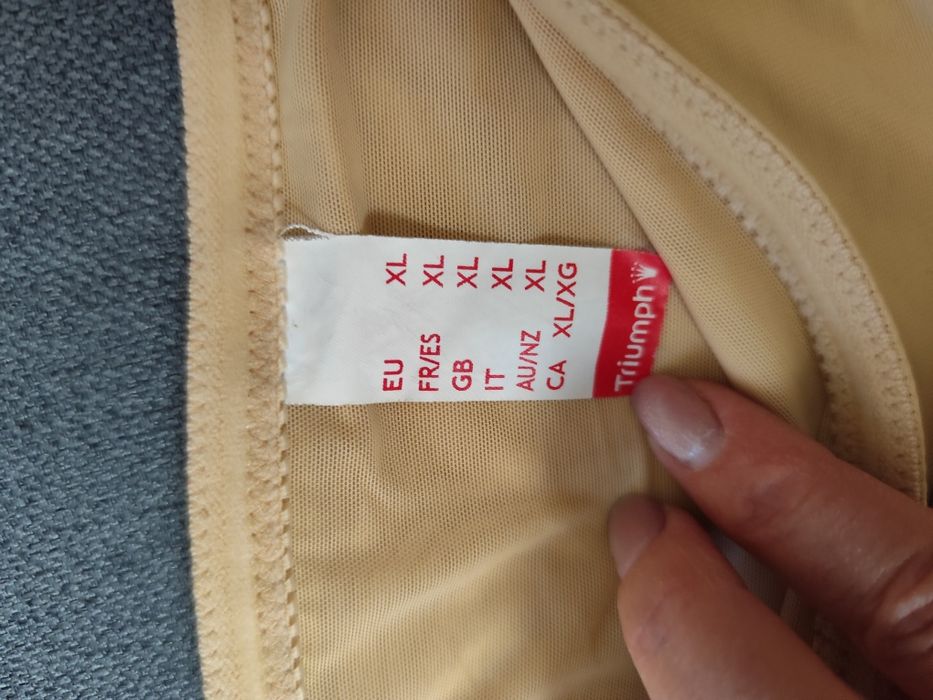 EU XL
FR/ES XL
GB XL
IT XL
AU/NZ XL
CA XL/XG
Triumph